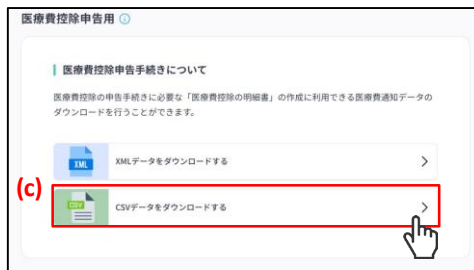 医療費控除申告用 ⓘ
医療費控除申告手続きについて
医療費控除の申告手続きに必要な「医療費控除の明細書」の作成に利用できる医療費通知データの
ダウンロードを行うことができます。
XML
XMLデータをダウンロードする
(c)
CSV
CSVデータをダウンロードする